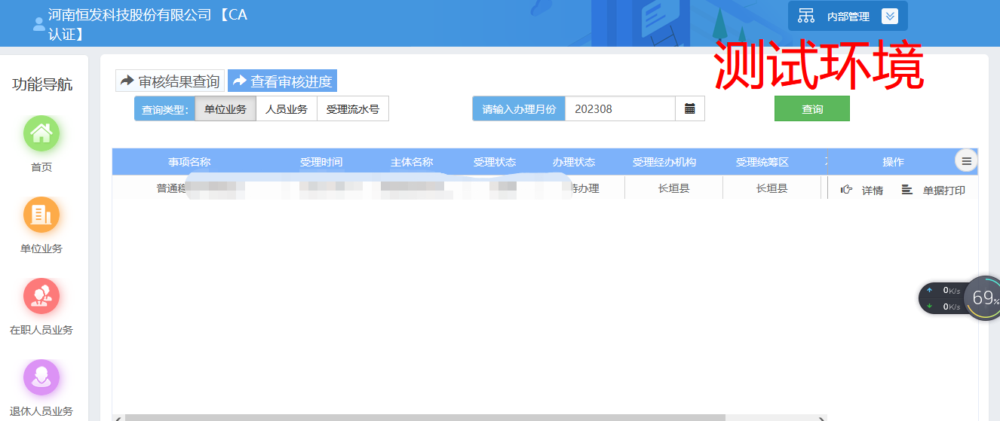 河南恒发科技股份有限公司 【CA
认证】
内部管理
测试环境
功能导航
首页
单位业务
在职人员业务
退休人员业务
审核结果查询 查看审核进度
查询类型: 单位业务 人员业务 受理流水号
请输入办理月份 202308
查询
事项名称 受理时间 主体名称 受理状态 办理状态 受理经办机构 受理统筹区 操作
普通稳 待办理 长垣县 长垣县 详情 单据打印
0K/s
0K/s
69%